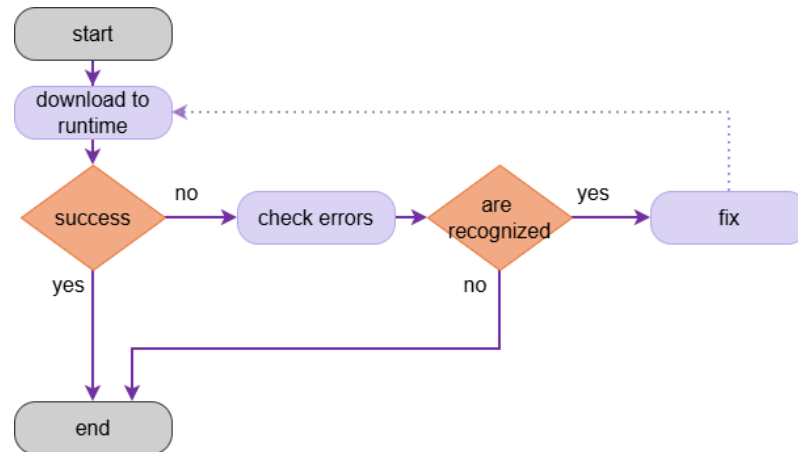 start
download to
runtime
success
no
check errors
are
recognized
yes
fix
yes
no
end